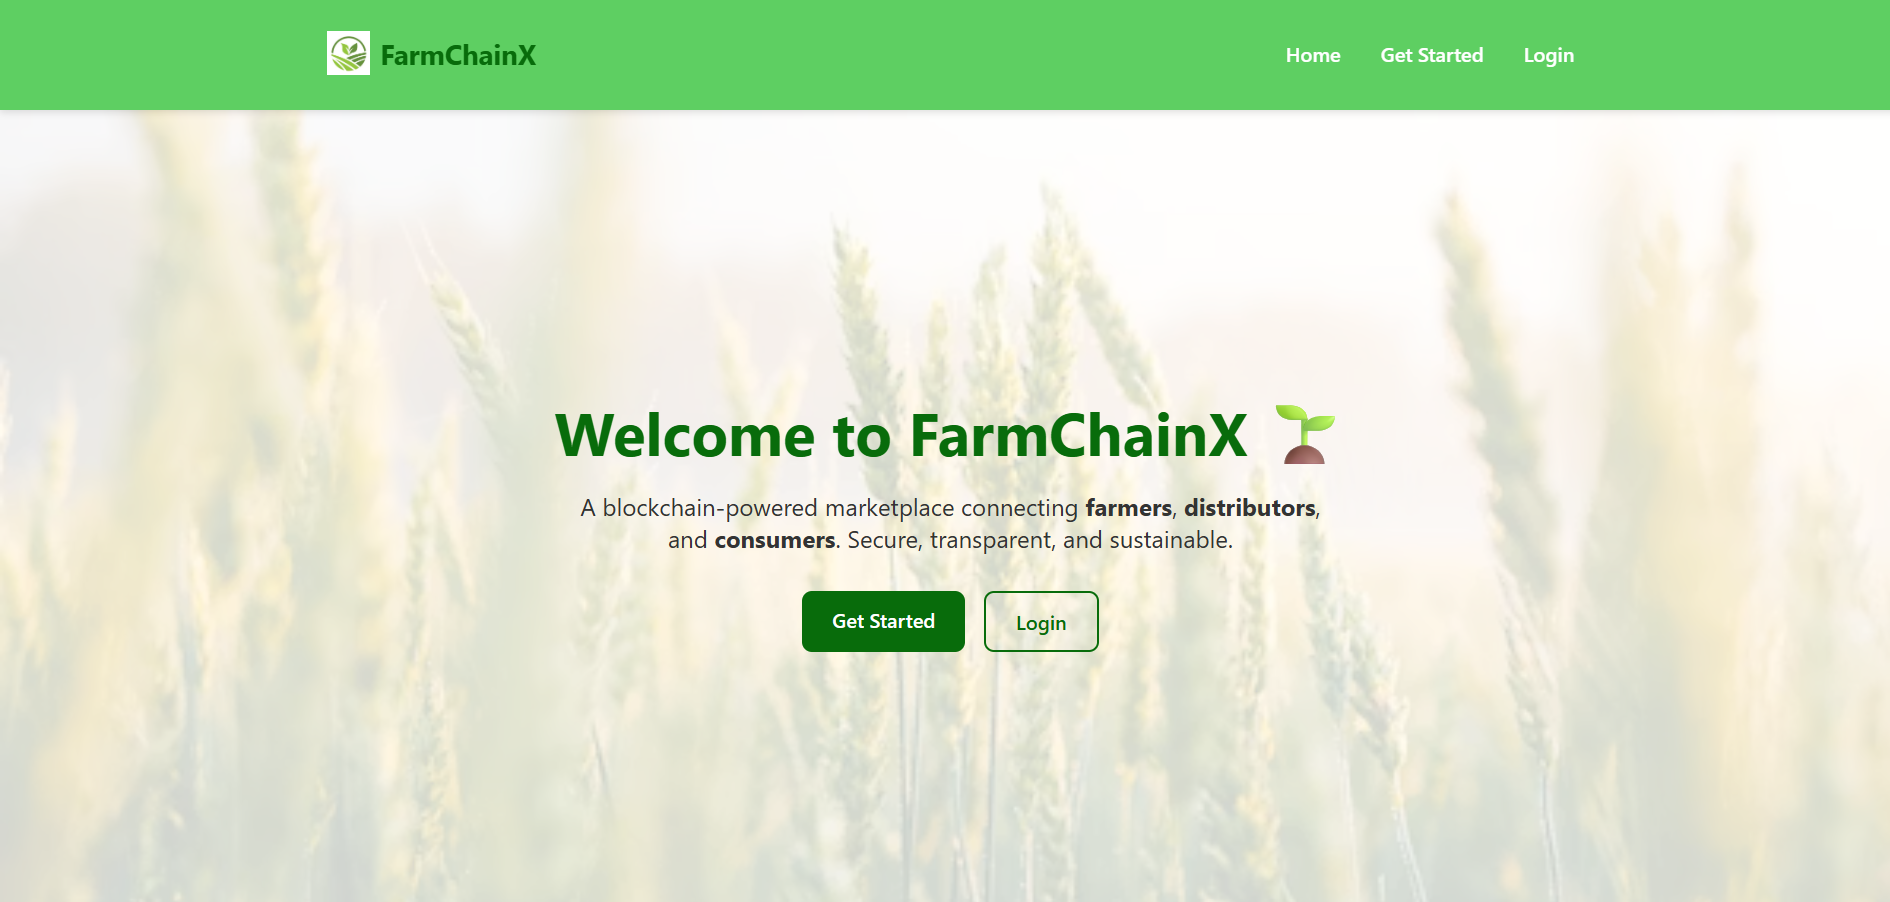 FarmChainX
Home
Get Started
Login
Welcome to FarmChainX 🌱
A blockchain-powered marketplace connecting farmers, distributors,
and consumers. Secure, transparent, and sustainable.
Get Started
Login